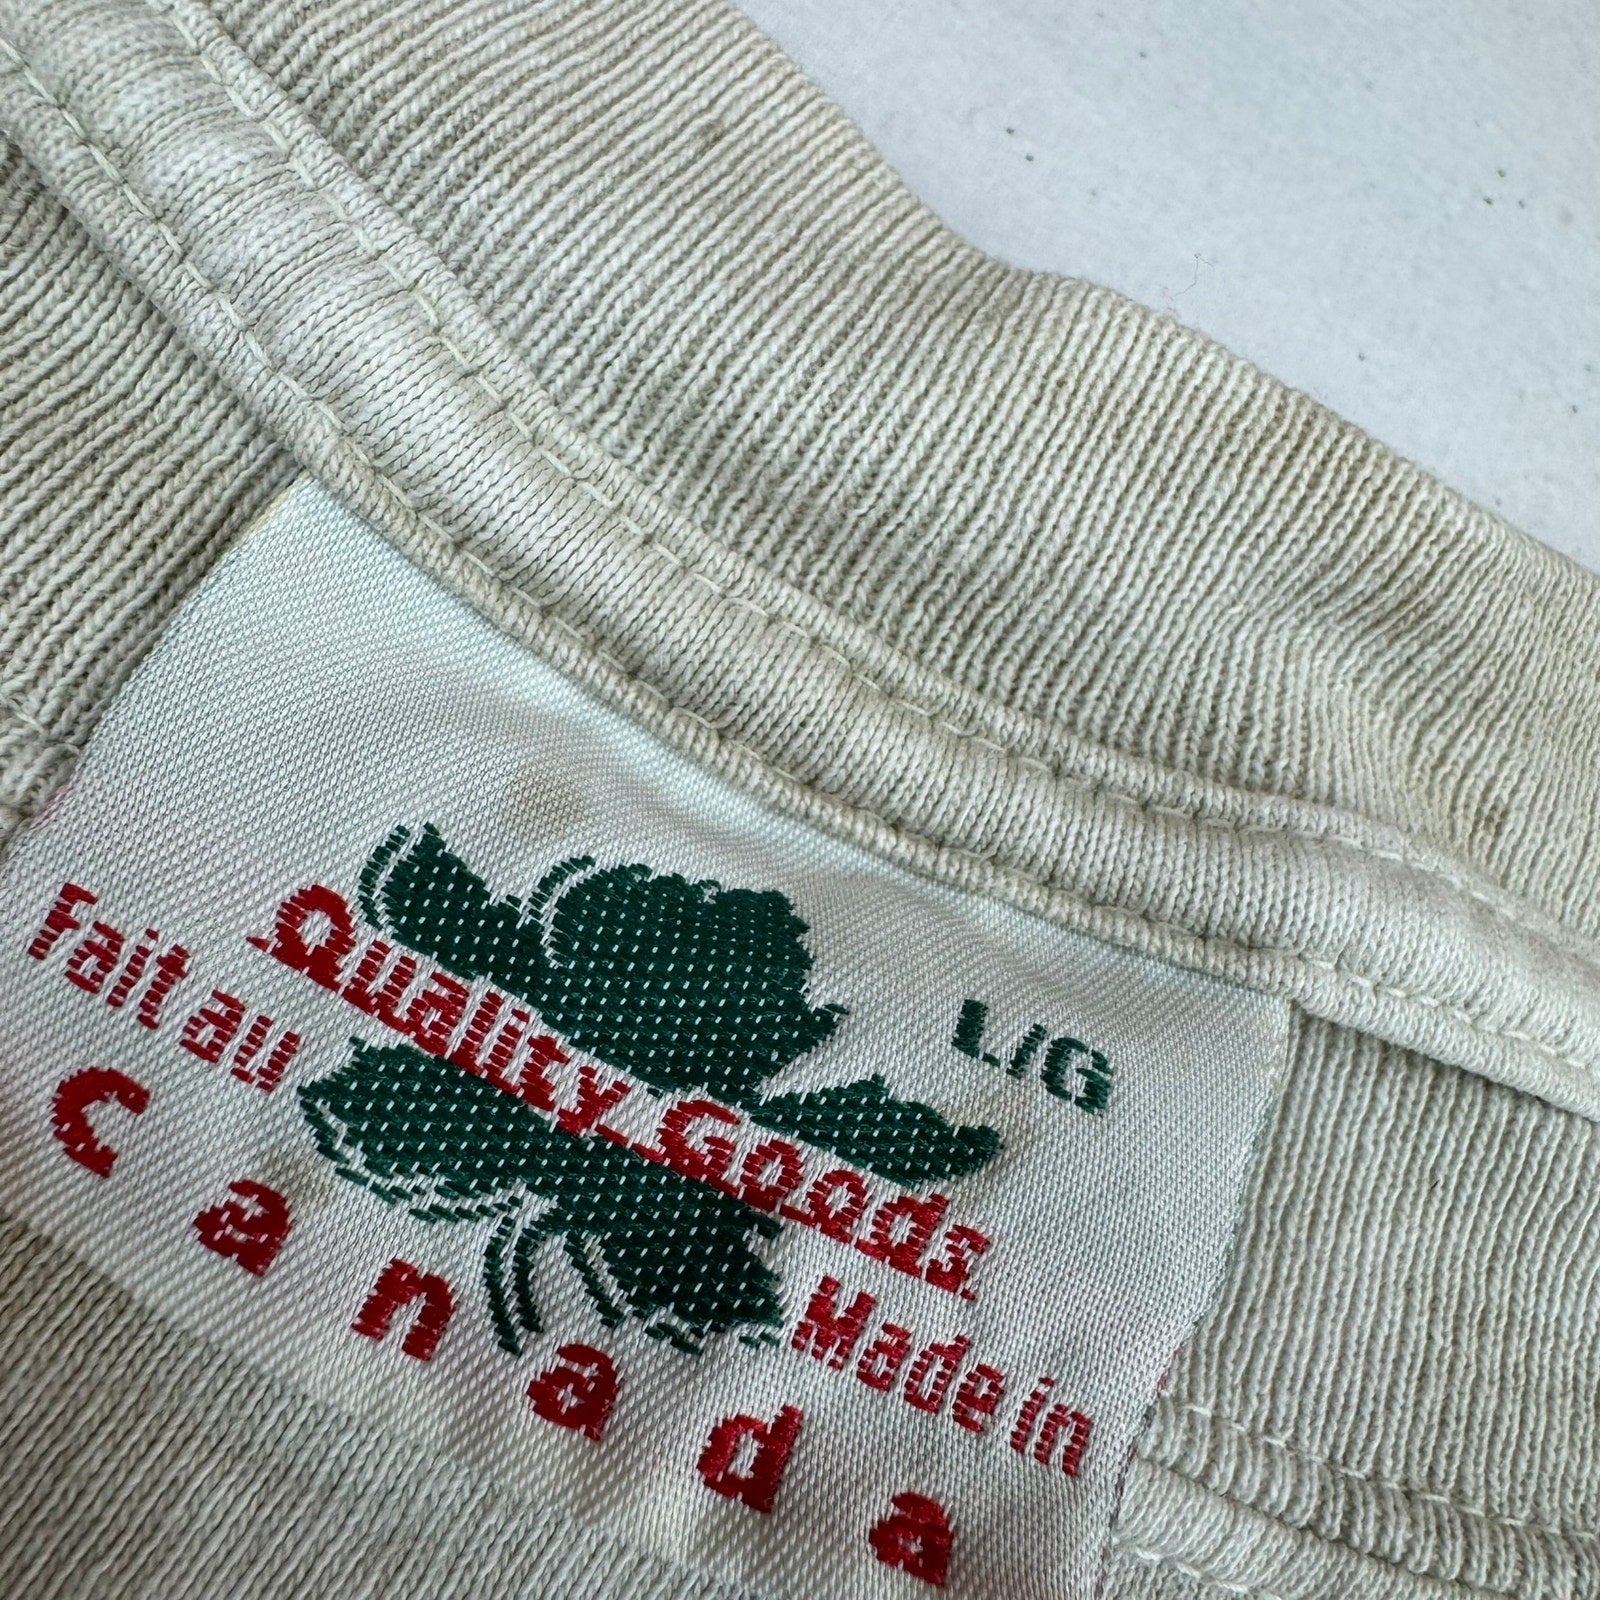 L/G
Quality Goods
Fait au
Made in
Canada